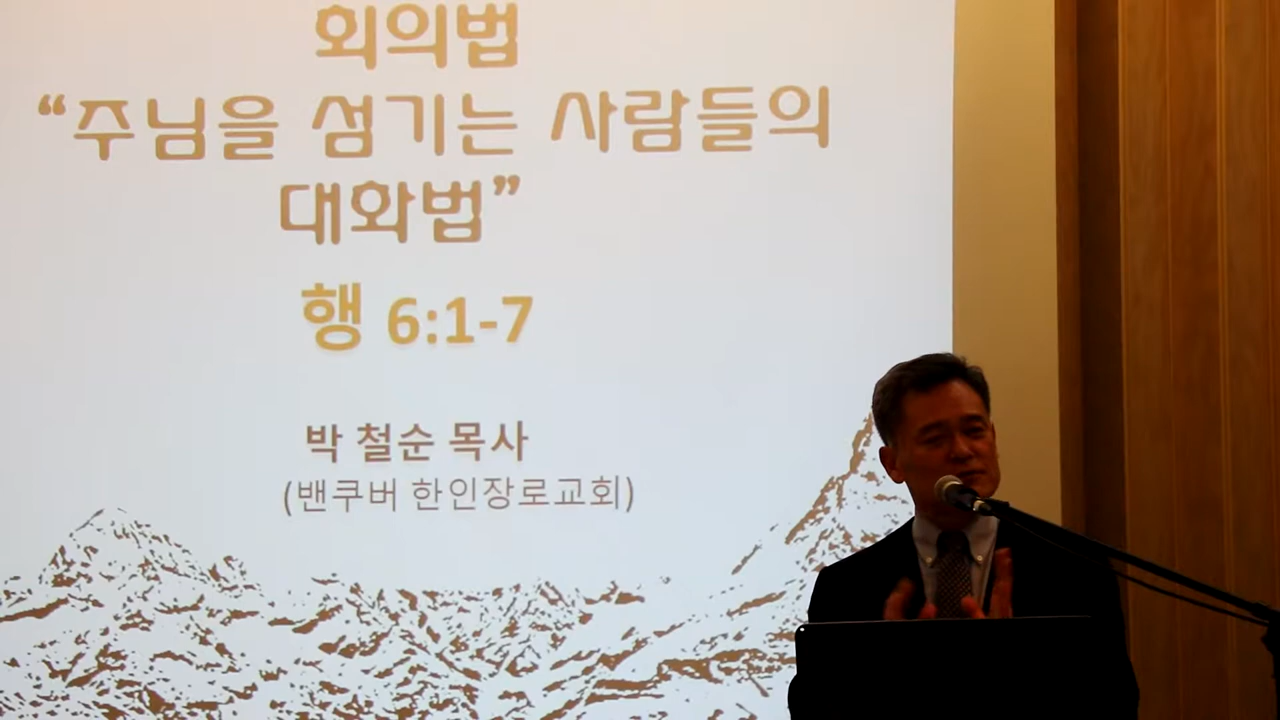 회의법
“주님을 섬기는 사람들의
대화법”
행 6:1-7
박 철순 목사
(밴쿠버 한인장로교회)